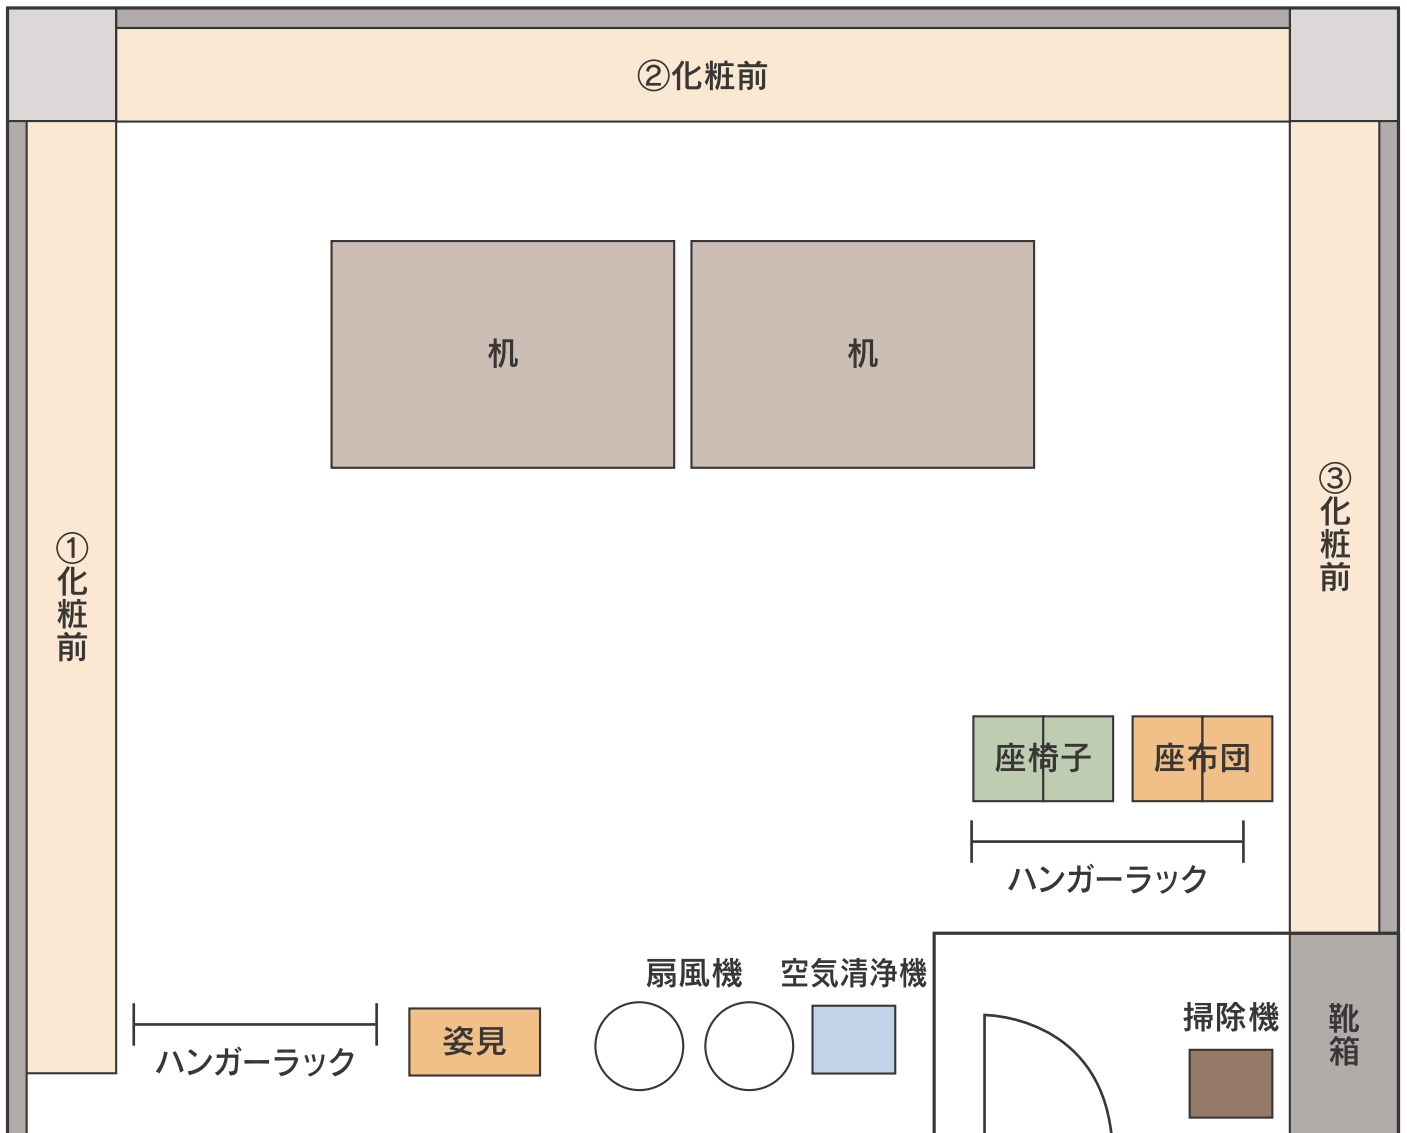 ②化粧前
机
机
①化粧前
③化粧前
座椅子
座布団
ハンガーラック
扇風機
空気清浄機
ハンガーラック
姿見
掃除機
靴箱